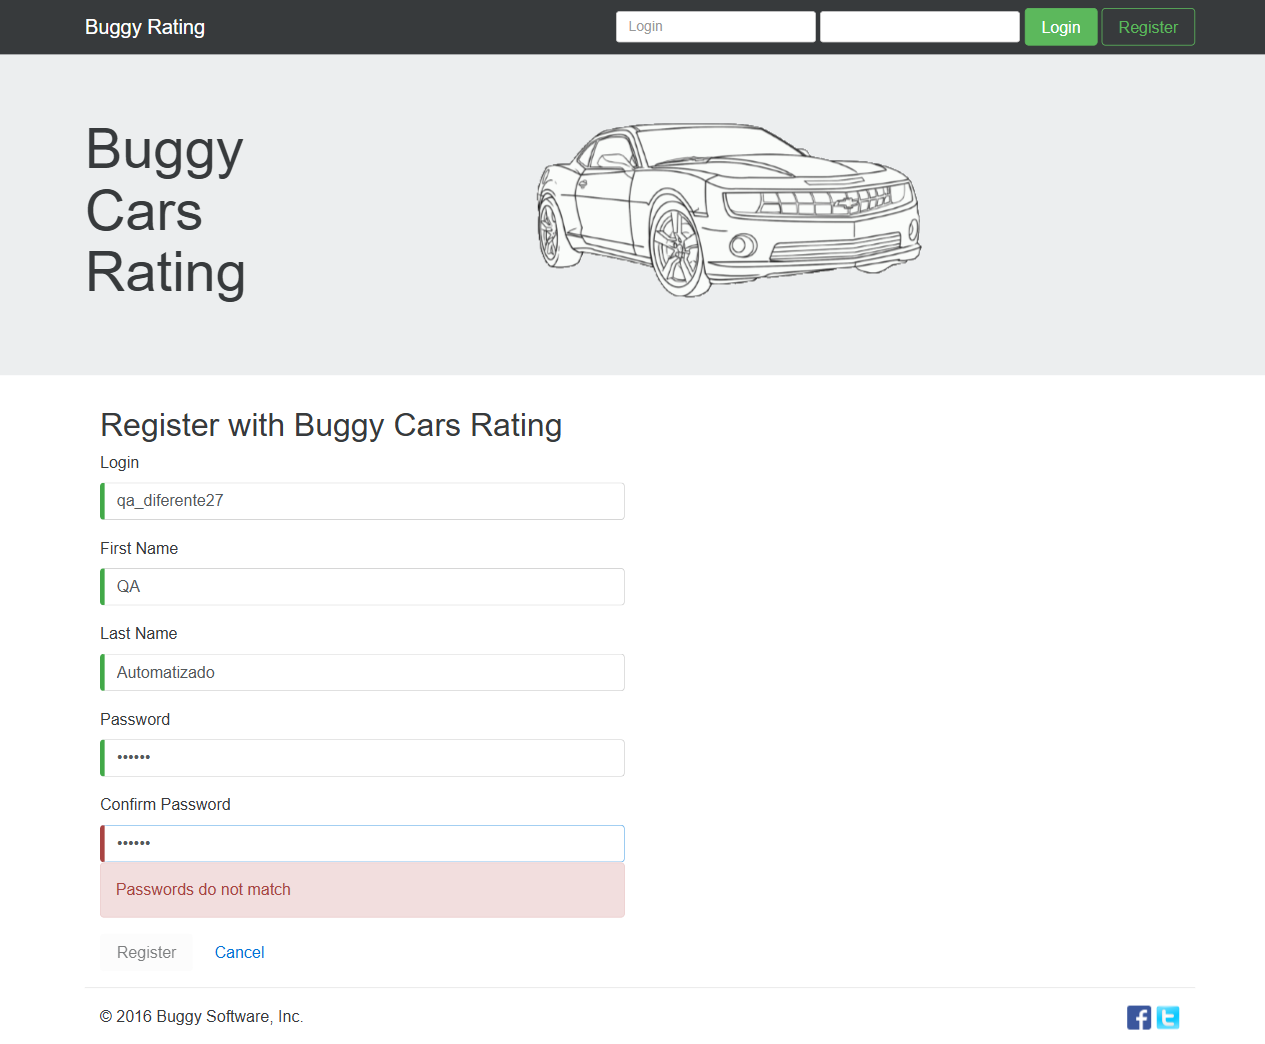 Buggy Rating
Login
Login
Register
Buggy
Cars
Rating
Register with Buggy Cars Rating
Login
qa_diferente27
First Name
QA
Last Name
Automatizado
Password
••••••
Confirm Password
••••••
Passwords do not match
Register
Cancel
© 2016 Buggy Software, Inc.